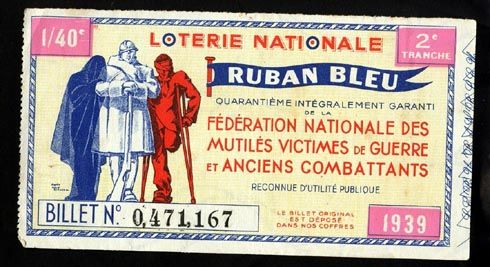 1/40e
LOTERIE NATIONALE
2e
TRANCHE
RUBAN BLEU
QUARANTIÈME INTÉGRALEMENT GARANTI
DE LA
FÉDÉRATION NATIONALE DES
MUTILÉS VICTIMES DE GUERRE
ET ANCIENS COMBATTANTS
RECONNUE D'UTILITÉ PUBLIQUE
BILLET No 0,471,167
LE BILLET ORIGINAL
EST DÉPOSÉ
DANS NOS COFFRES
1939